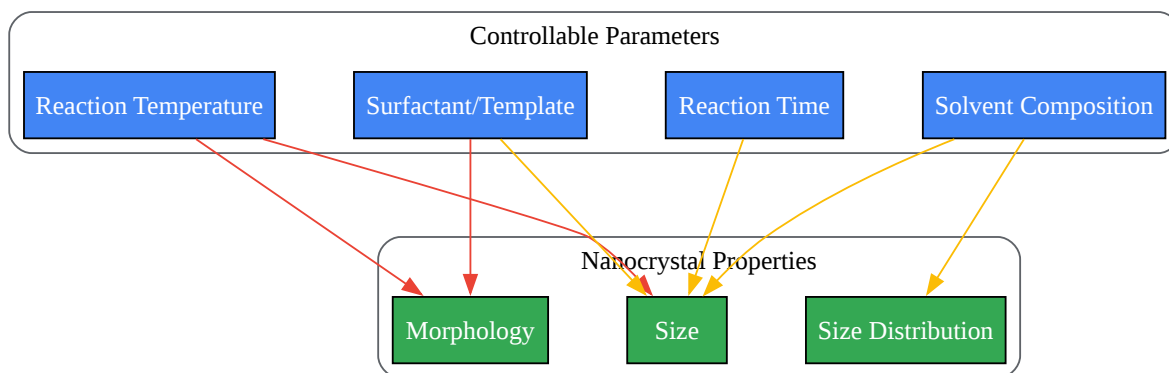 Controllable Parameters
Reaction Temperature
Surfactant/Template
Reaction Time
Solvent Composition
Nanocrystal Properties
Morphology
Size
Size Distribution